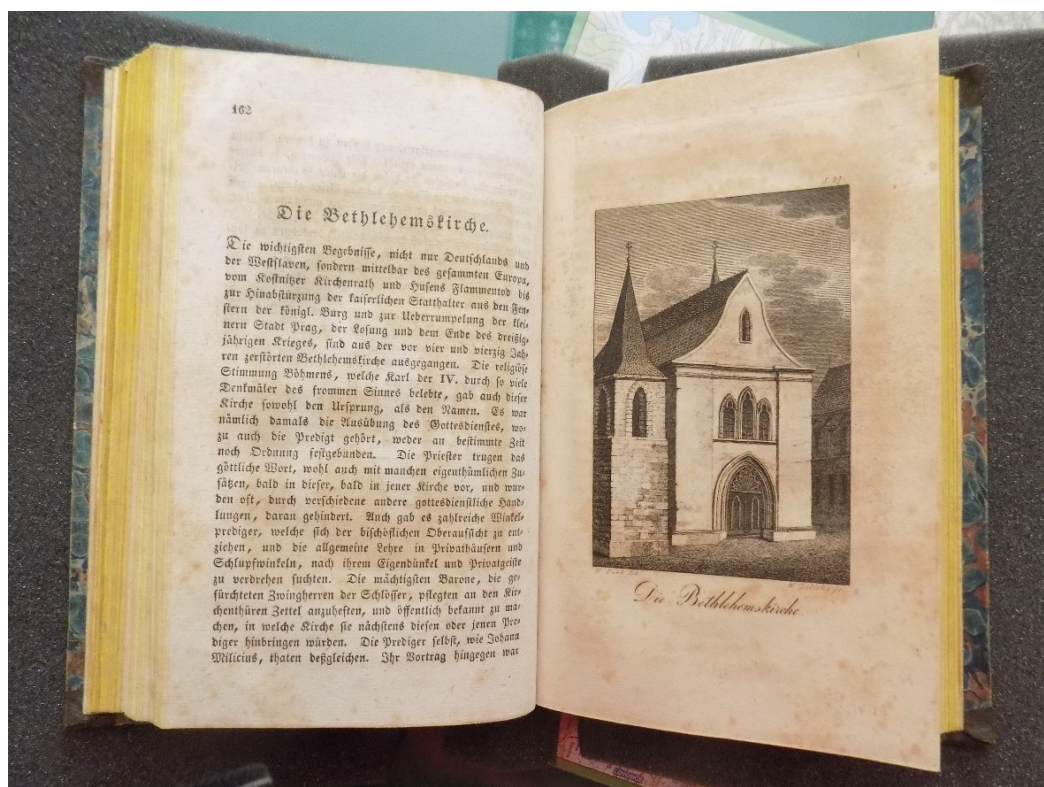 162
Die Bethlehemskirche.
Die wichtigſten Begebniſſe, nicht nur Deutſchlands und
der Weſtſlaven, ſondern mittelbar des geſammten Europa,
vom Koſtnitzer Kirchenrath und Huſens Flammentod bis
zur Hinabſtürzung der kaiſerlichen Statthalter aus den Fen-
ſtern der königl. Burg und zur Ueberrumpelung der klei-
nern Stadt Prag, der Loſung und dem Ende des dreißig-
jährigen Krieges, ſind aus der vor vier und vierzig Jah-
ren zerſtörten Bethlehemskirche ausgegangen. Die religiöſe
Stimmung Böhmens, welche Karl der IV. durch ſo viele
Denkmäler des frommen Sinnes belebte, gab auch dieſer
Kirche ſowohl den Urſprung, als den Namen. Es war
nämlich damals die Ausübung des Gottesdienſtes, wo-
zu auch die Predigt gehört, weder an beſtimmte Zeit
noch Ordnung feſtgebunden. Die Prieſter trugen das
göttliche Wort, wohl auch mit manchen eigenthümlichen Zu-
ſätzen, bald in dieſer, bald in jener Kirche vor, und wur-
den oft, durch verſchiedene andere gottesdienſtliche Hand-
lungen, daran gehindert. Auch gab es zahlreiche Winkel-
prediger, welche ſich der biſchöflichen Oberaufſicht zu ent-
ziehen, und die allgemeine Lehre in Privathäuſern und
Schlupfwinkeln, nach ihrem Eigendünkel und Privatgeiſte
zu verdrehen ſuchten. Die mächtigſten Barone, die ge-
fürchteten Zwingherren der Schlöſſer, pflegten an den Kir-
chenthüren Zettel anzuheften, und öffentlich bekannt zu ma-
chen, in welche Kirche ſie nächſtens dieſen oder jenen Pre-
diger hinbringen würden. Die Prediger ſelbſt, wie Johann
Milicius, thaten deßgleichen. Ihr Vortrag hingegen war
Die Bethlehemskirche